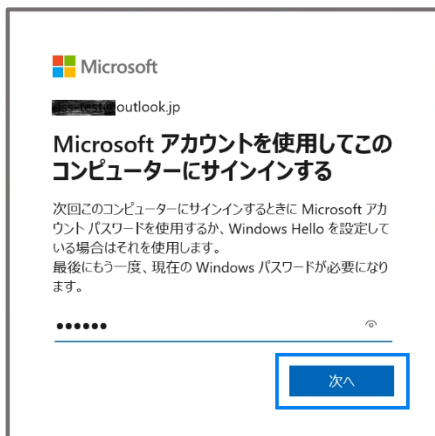 Microsoft
outlook.jp
Microsoft アカウントを使用してこの
コンピューターにサインインする
次回このコンピューターにサインインするときに Microsoft アカ
ウント パスワードを使用するか、Windows Hello を設定して
いる場合はそれを使用します。
最後にもう一度、現在の Windows パスワードが必要になり
ます。
••••••
次へ